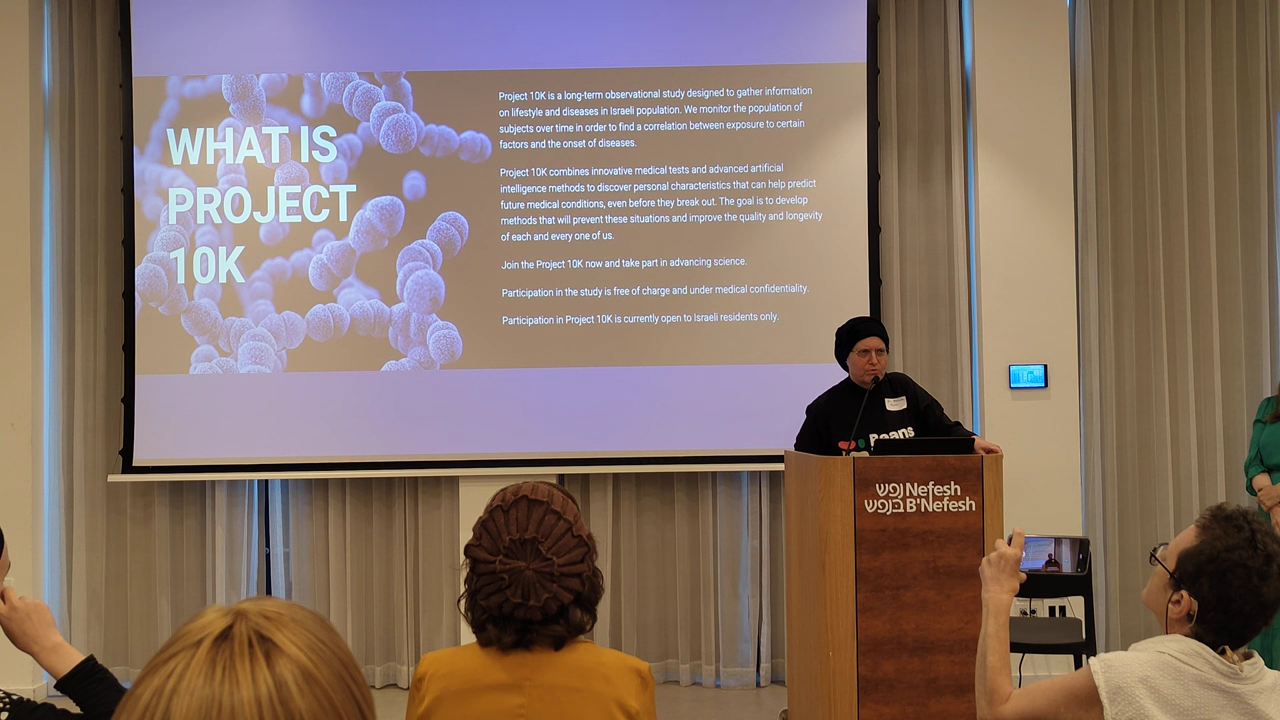 WHAT IS
PROJECT
10K
Project 10K is a long-term observational study designed to gather information
on lifestyle and diseases in Israeli population. We monitor the population of
subjects over time in order to find a correlation between exposure to certain
factors and the onset of diseases.
Project 10K combines innovative medical tests and advanced artificial
intelligence methods to discover personal characteristics that can help predict
future medical conditions, even before they break out. The goal is to develop
methods that will prevent these situations and improve the quality and longevity
of each and every one of us.
Join the Project 10K now and take part in advancing science.
Participation in the study is free of charge and under medical confidentiality.
Participation in Project 10K is currently open to Israeli residents only.
Beans
נפש Nefesh
בנפש B'Nefesh